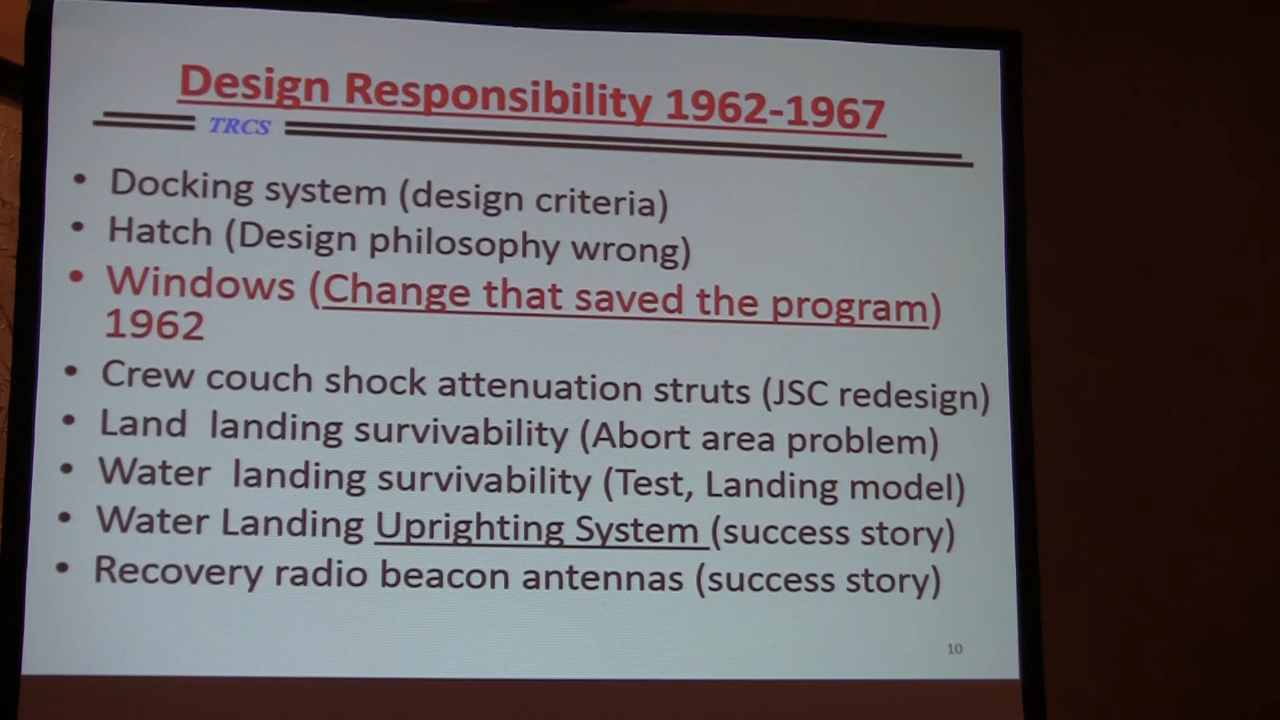 Design Responsibility 1962-1967
TRCS
• Docking system (design criteria)
• Hatch (Design philosophy wrong)
• Windows (Change that saved the program)
1962
• Crew couch shock attenuation struts (JSC redesign)
• Land landing survivability (Abort area problem)
• Water landing survivability (Test, Landing model)
• Water Landing Uprighting System (success story)
• Recovery radio beacon antennas (success story)
10